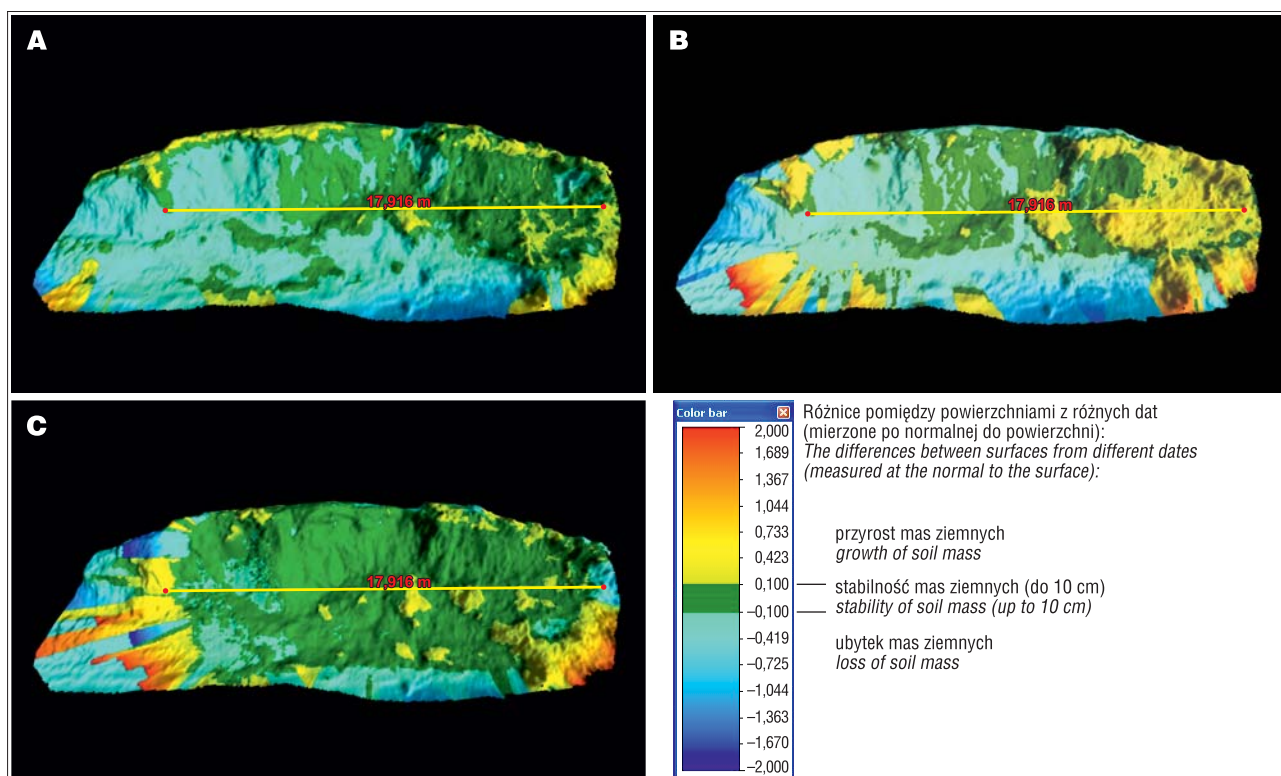 A
17,916 m
B
17,916 m
C
17,916 m
Color bar
2,000
1,689
1,367
1,044
0,733
0,423
0,100
–0,100
–0,419
–0,725
–1,044
–1,363
–1,670
–2,000
Różnice pomiędzy powierzchniami z różnych dat
(mierzone po normalnej do powierzchni):
The differences between surfaces from different dates
(measured at the normal to the surface):
przyrost mas ziemnych
growth of soil mass
stabilność mas ziemnych (do 10 cm)
stability of soil mass (up to 10 cm)
ubytek mas ziemnych
loss of soil mass